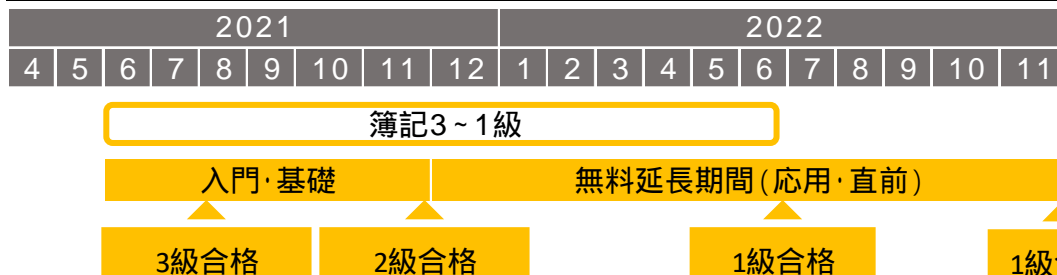 2021 2022
4 5 6 7 8 9 10 11 12 1 2 3 4 5 6 7 8 9 10 11
簿記3~1級
入門·基礎 無料延長期間(応用·直前)
3級合格 2級合格 1級合格 1級